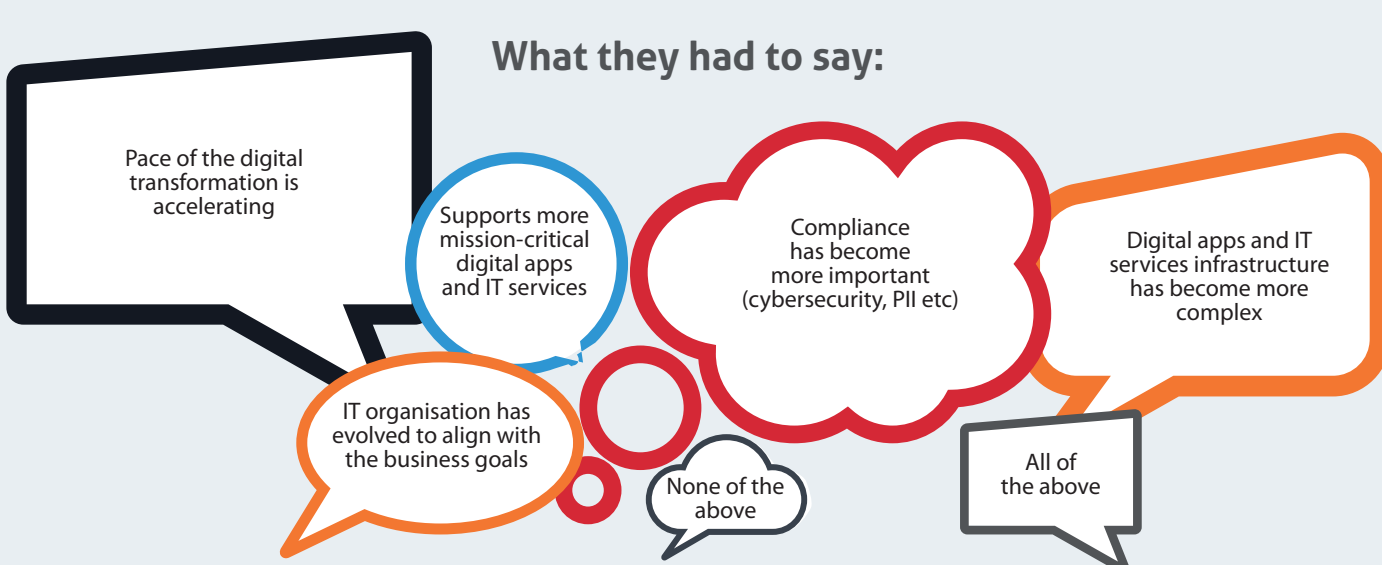 What they had to say:
Pace of the digital
transformation is
accelerating
Supports more
mission-critical
digital apps
and IT services
Compliance
has become
more important
(cybersecurity, PII etc)
Digital apps and IT
services infrastructure
has become more
complex
IT organisation has
evolved to align with
the business goals
None of the
above
All of
the above